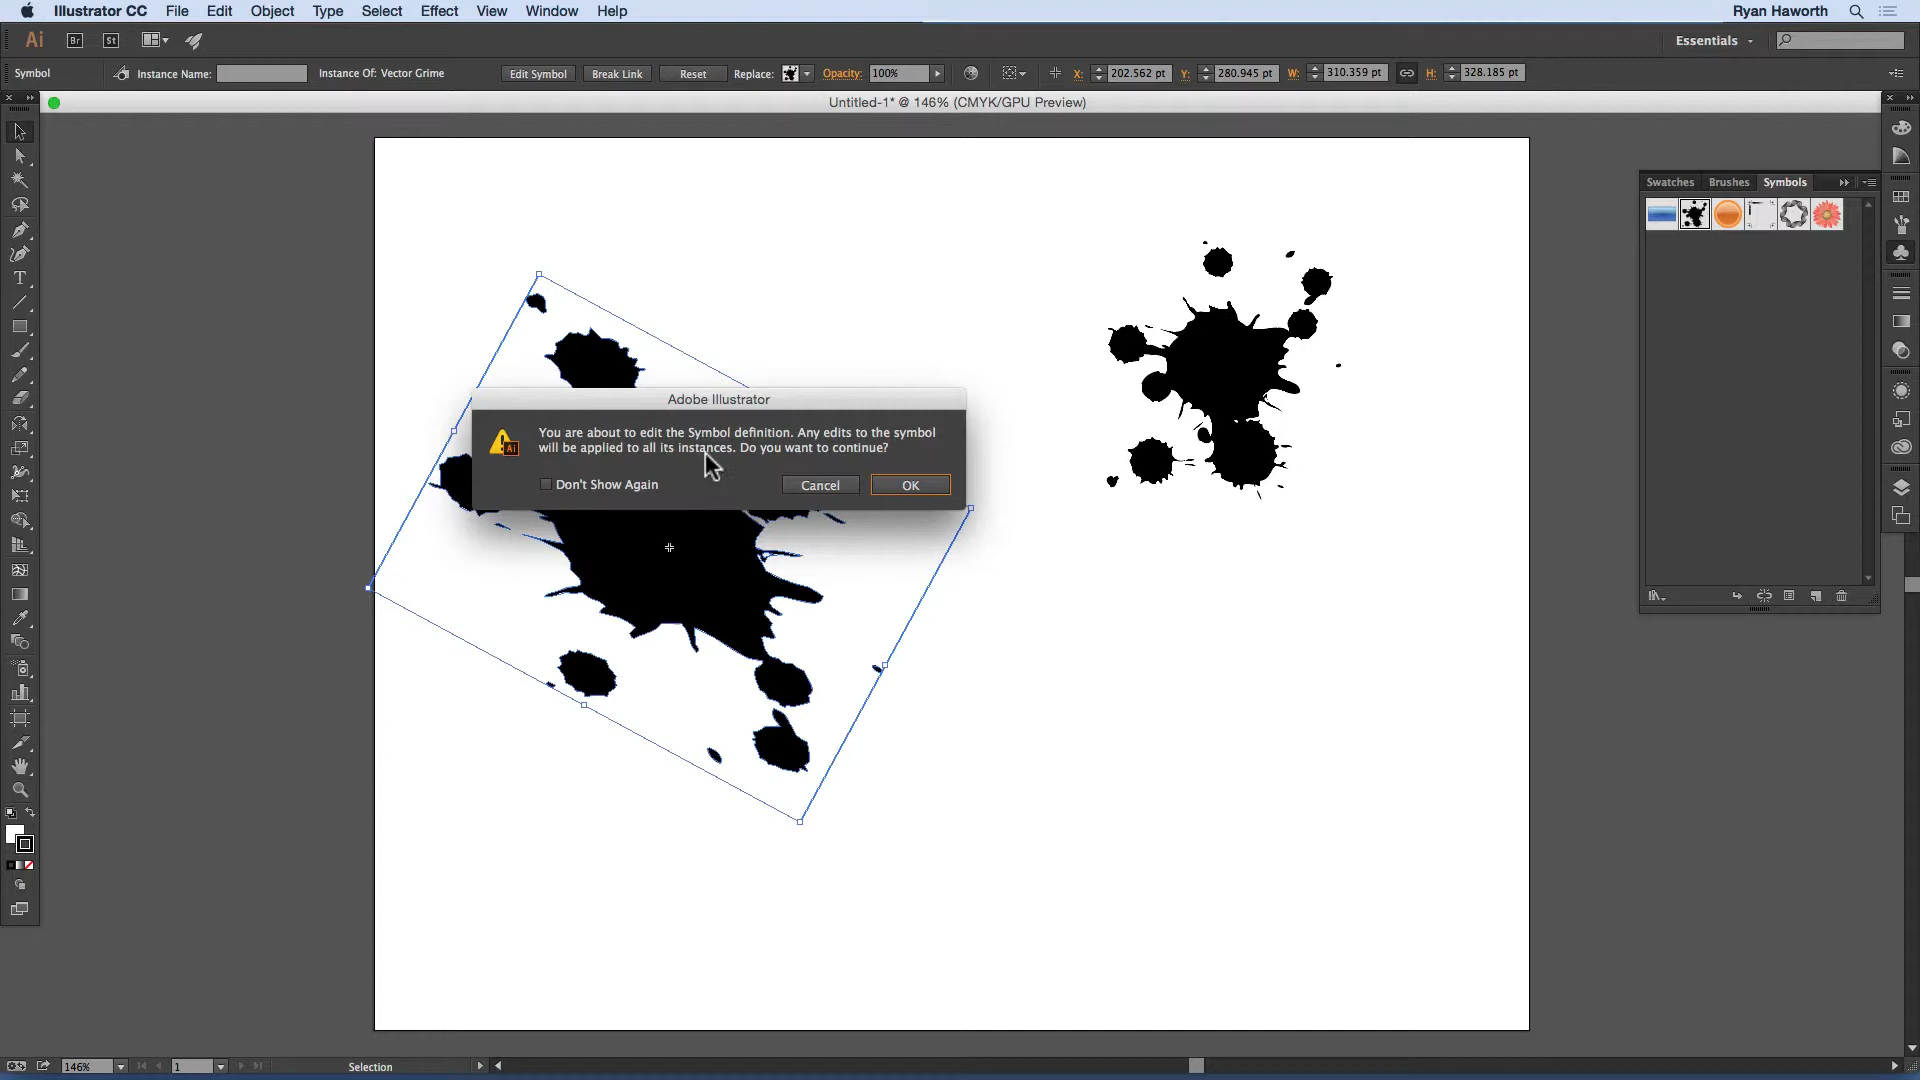 Illustrator CC File Edit Object Type Select Effect View Window Help Ryan Haworth
Ai Br St Essentials
Symbol Instance Name: Instance Of: Vector Grime Edit Symbol Break Link Reset Replace: Opacity: 100% X: 202.562 pt Y: 280.945 pt W: 310.359 pt H: 328.185 pt
Untitled-1* @ 146% (CMYK/GPU Preview)
Swatches Brushes Symbols
Adobe Illustrator
You are about to edit the Symbol definition. Any edits to the symbol
will be applied to all its instances. Do you want to continue?
Ai
Don't Show Again Cancel OK
146% 1 Selection